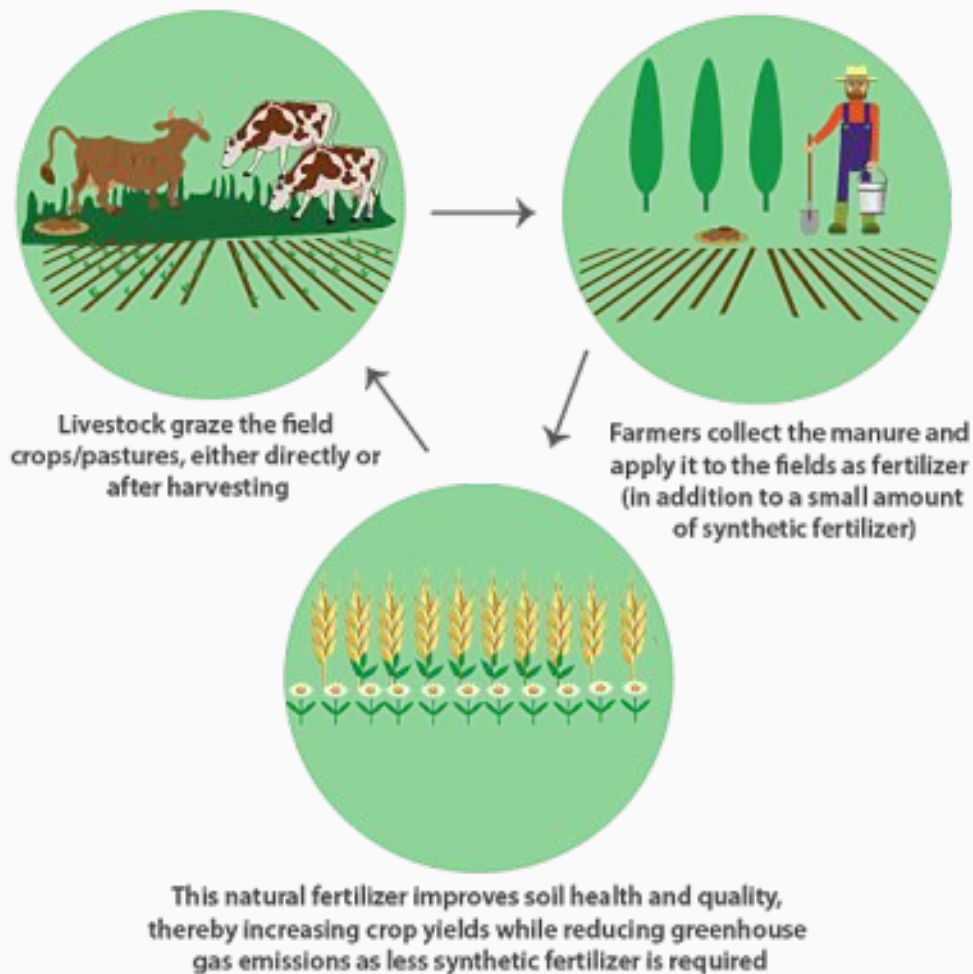 Livestock graze the field
crops/pastures, either directly or
after harvesting
Farmers collect the manure and
apply it to the fields as fertilizer
(in addition to a small amount
of synthetic fertilizer)
This natural fertilizer improves soil health and quality,
thereby increasing crop yields while reducing greenhouse
gas emissions as less synthetic fertilizer is required